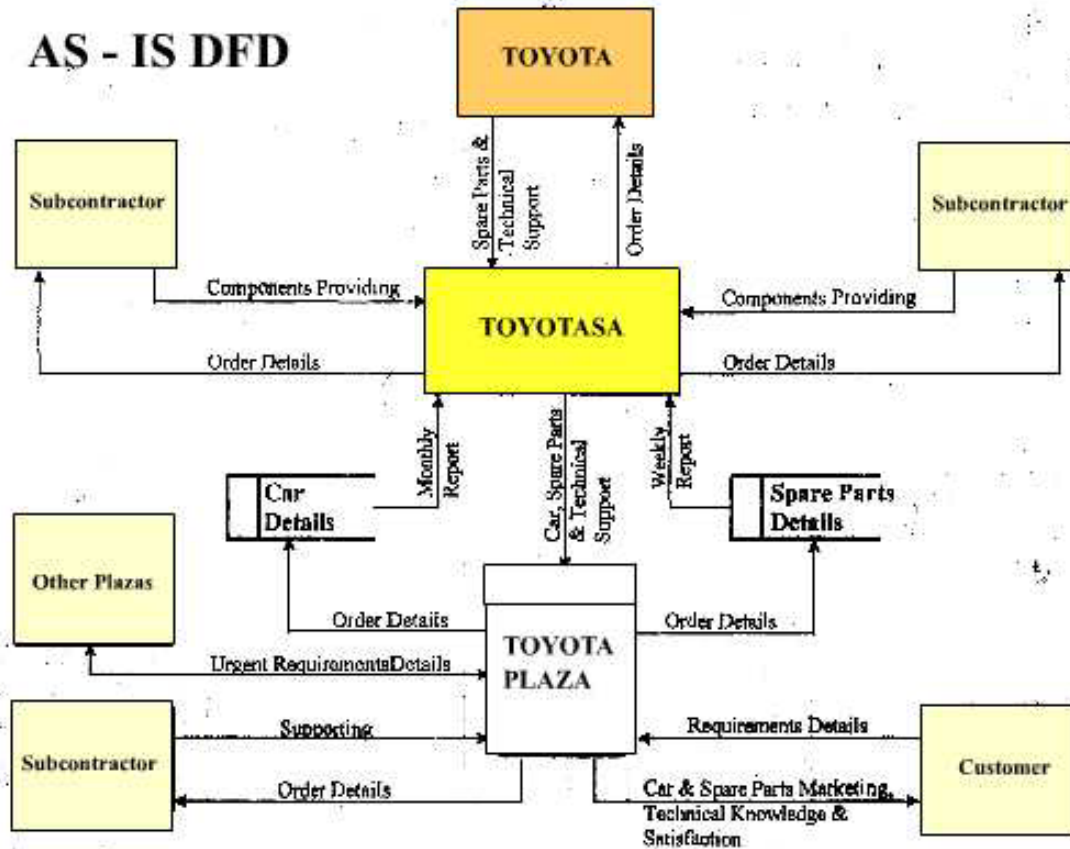 AS - IS DFD
TOYOTA
Subcontractor
Subcontractor
Spare Parts &
Technical
Support
Order Details
Components Providing
Components Providing
TOYOTASA
Order Details
Order Details
Monthly
Report
Car, Spare Parts
& Technical
Support
Weekly
Report
Car
Details
Spare Parts
Details
Other Plazas
Order Details
Order Details
TOYOTA
PLAZA
Urgent RequirementsDetails
Subcontractor
Supporting
Requirements Details
Customer
Order Details
Car & Spare Parts Marketing,
Technical Knowledge &
Satisfaction